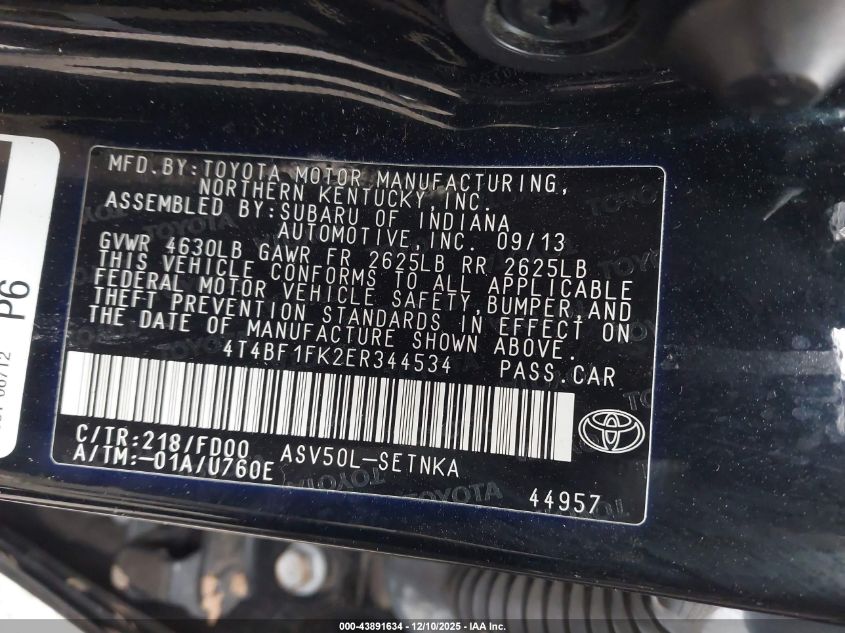 MFD.BY:TOYOTA MOTOR MANUFACTURING,
NORTHERN KENTUCKY,INC.
ASSEMBLED BY:SUBARU OF INDIANA
AUTOMOTIVE,INC. 09/13
GVWR 4630LB GAWR FR 2625LB RR 2625LB
THIS VEHICLE CONFORMS TO ALL APPLICABLE
FEDERAL MOTOR VEHICLE SAFETY,BUMPER,AND
THEFT PREVENTION STANDARDS IN EFFECT ON
THE DATE OF MANUFACTURE SHOWN ABOVE.
4T4BF1FK2ER344534 PASS.CAR
C/TR:218/FD00 ASV50L-SETNKA
A/TM:-01A/U760E
44957
P6
TOYOTA
000-43891634 - 12/10/2025 - IAA Inc.